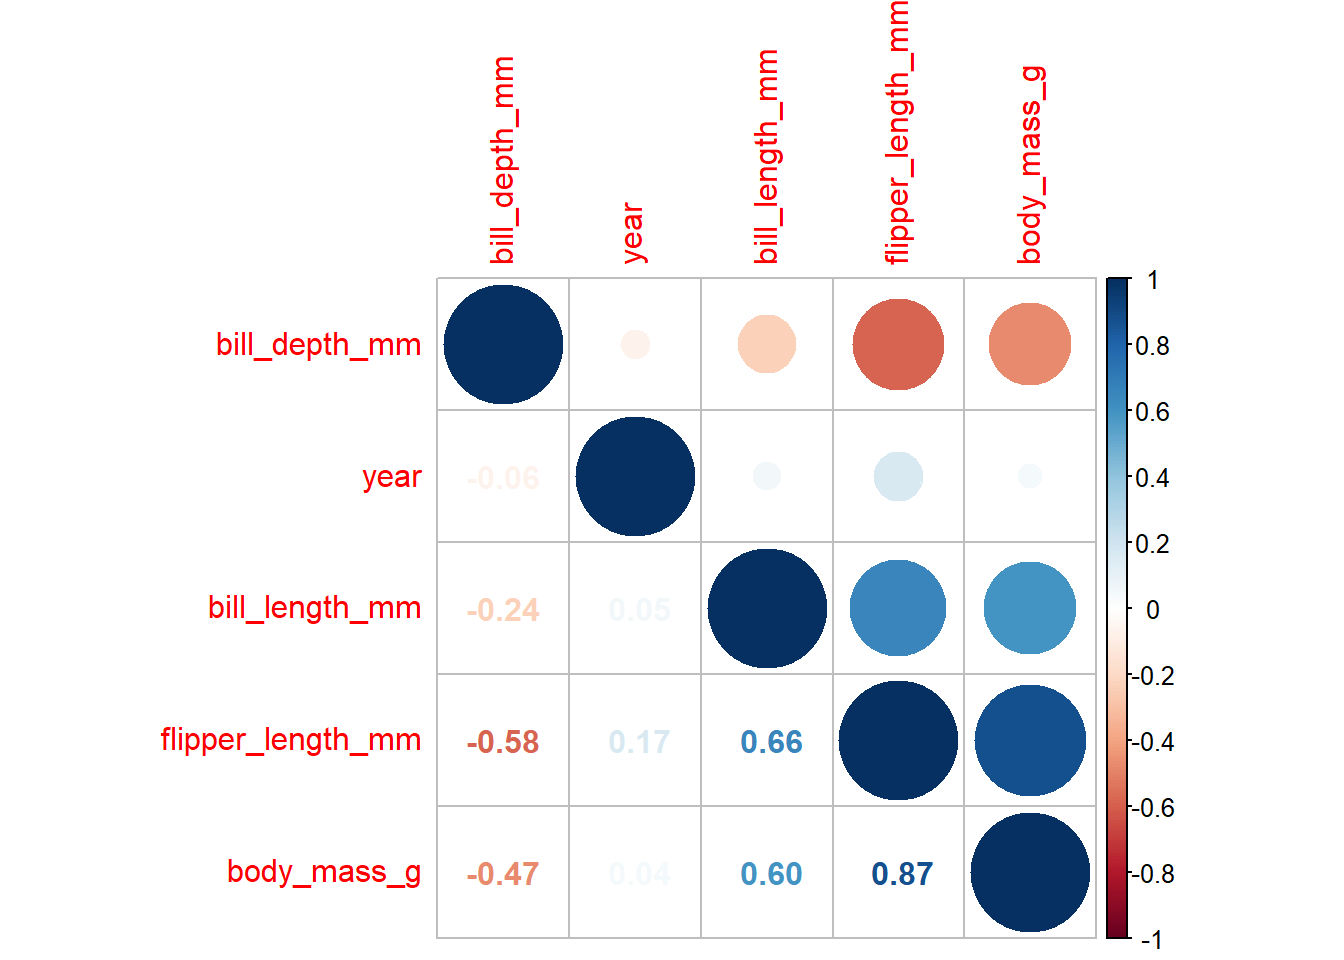 bill_depth_mm
year
bill_length_mm
flipper_length_mm
body_mass_g
1
bill_depth_mm
0.8
0.6
year
-0.06
0.4
0.2
bill_length_mm
-0.24
0.05
0
-0.2
flipper_length_mm
-0.58
0.17
0.66
-0.4
-0.6
body_mass_g
-0.47
0.04
0.60
0.87
-0.8
-1